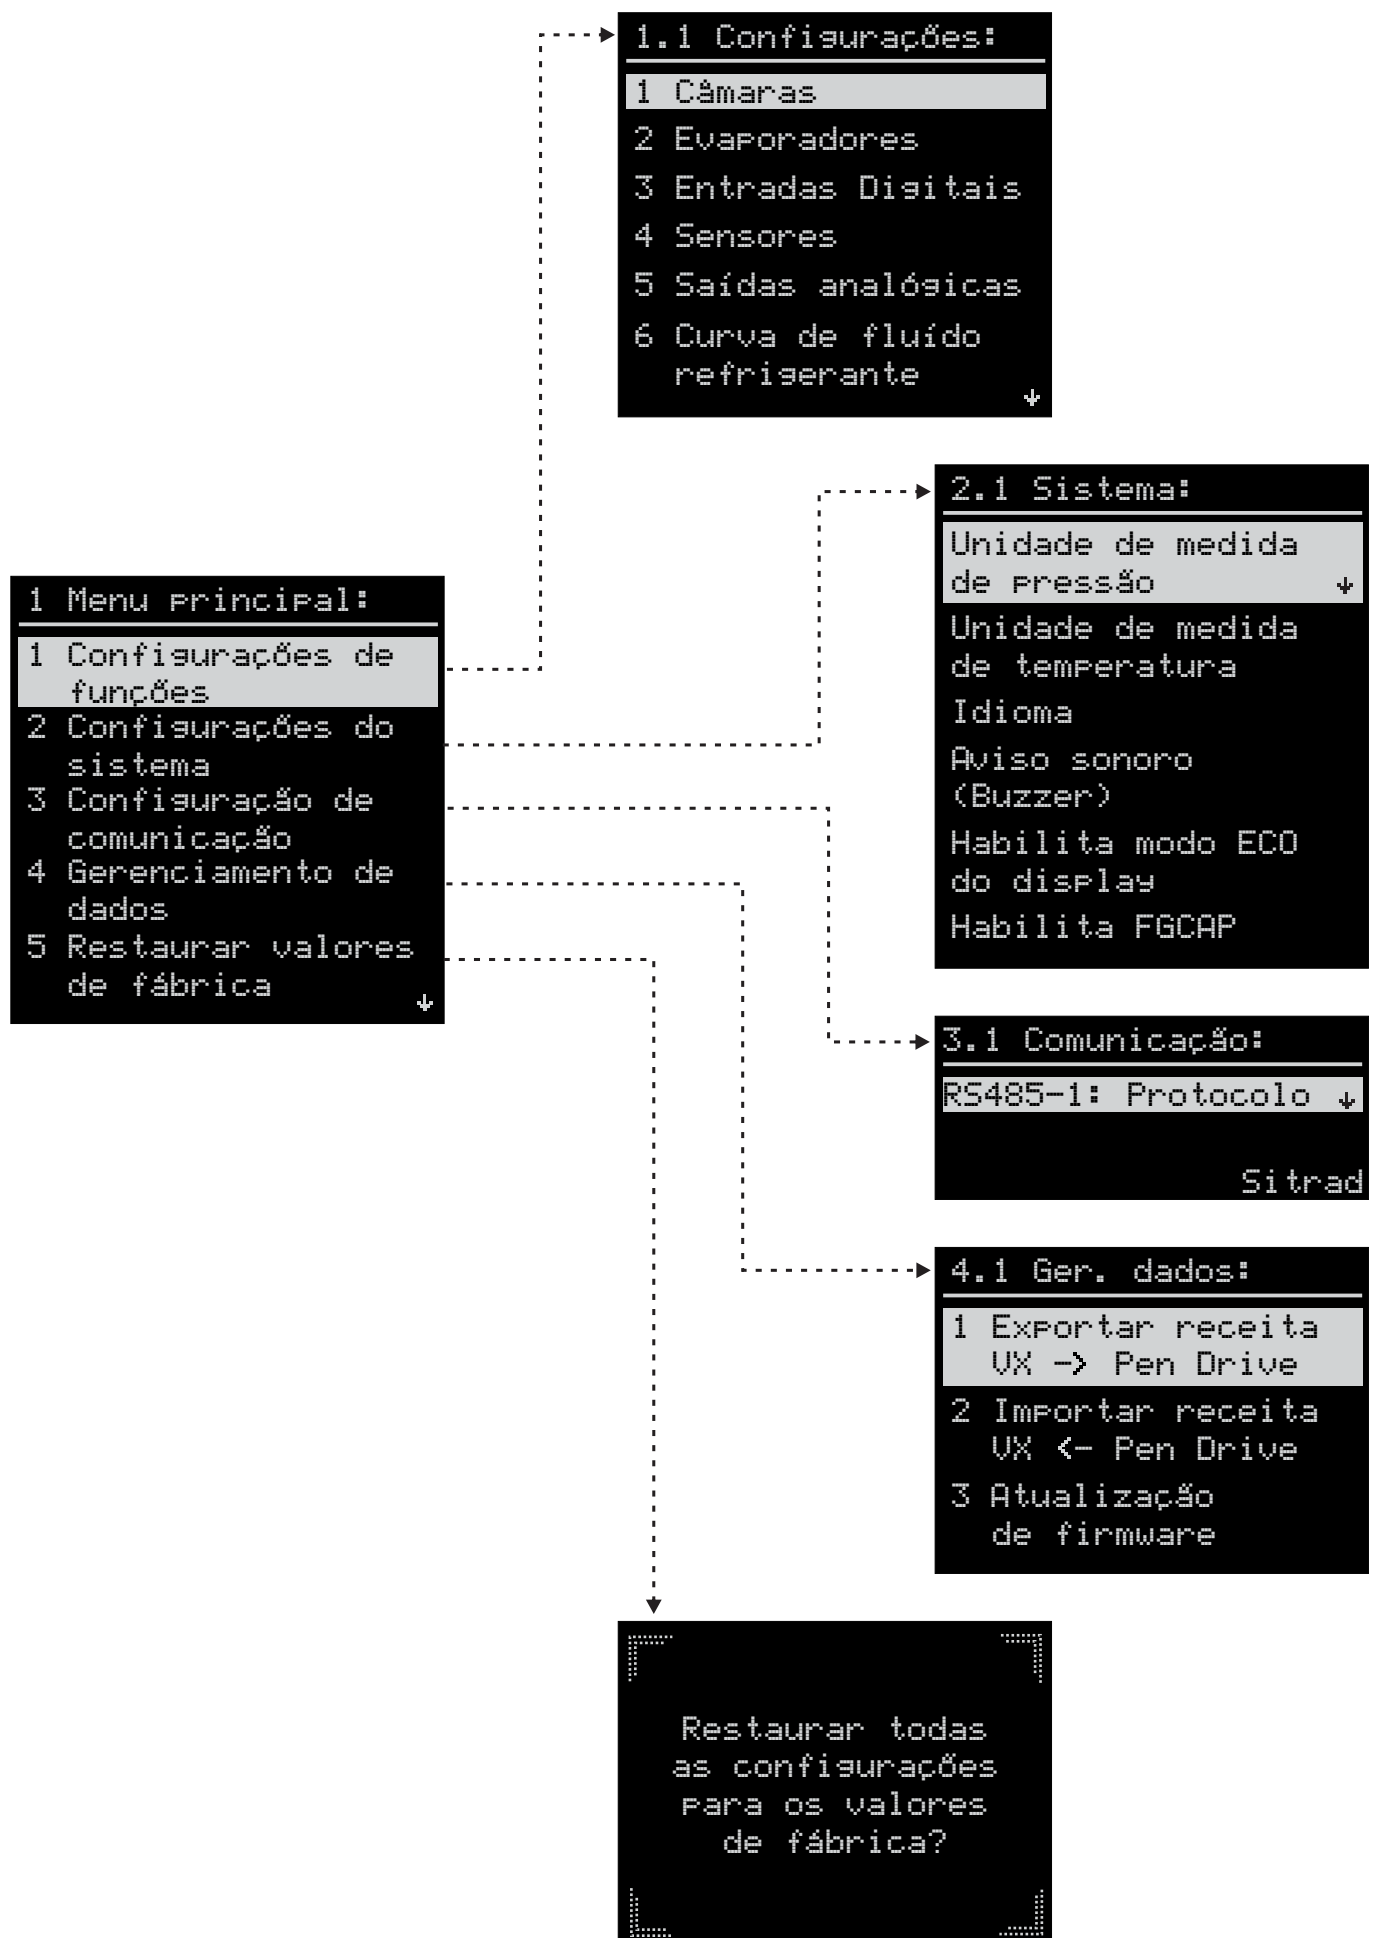 1.1 Configurações:
1 Câmaras
2 Evaporadores
3 Entradas Digitais
4 Sensores
5 Saídas analógicas
6 Curva de fluído
refrigerante
2.1 Sistema:
Unidade de medida
de pressão
Unidade de medida
de temperatura
Idioma
Aviso sonoro
(Buzzer)
Habilita modo ECO
do display
Habilita FGCAP
1 Menu principal:
1 Configurações de
funções
2 Configurações do
sistema
3 Configuração de
comunicação
4 Gerenciamento de
dados
5 Restaurar valores
de fábrica
3.1 Comunicação:
RS485-1: Protocolo
Sitrad
4.1 Ger. dados:
1 Exportar receita
VX -> Pen Drive
2 Importar receita
VX <- Pen Drive
3 Atualização
de firmware
Restaurar todas
as configurações
para os valores
de fábrica?